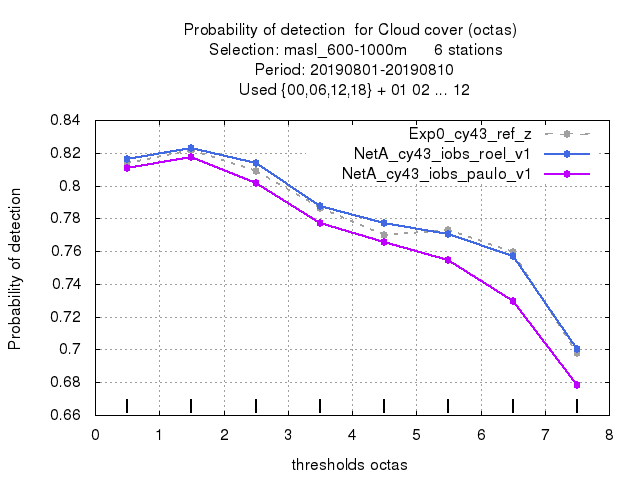 Probability of detection  for Cloud cover (octas)
Selection: masl_600-1000m      6 stations
Period: 20190801-20190810
Used {00,06,12,18} + 01 02 ... 12
Exp0_cy43_ref_z
NetA_cy43_iobs_roel_v1
NetA_cy43_iobs_paulo_v1
Probability of detection
0.84
0.82
0.8
0.78
0.76
0.74
0.72
0.7
0.68
0.66
0 1 2 3 4 5 6 7 8
thresholds octas